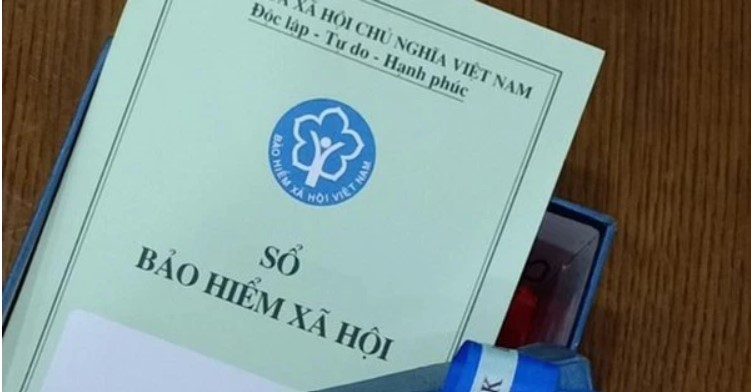 XÃ HỘI CHỦ NGHĨA VIỆT NAM
Độc lập - Tự do - Hạnh phúc
BẢO HIỂM XÃ HỘI VIỆT NAM
SỔ
BẢO HIỂM XÃ HỘI
K